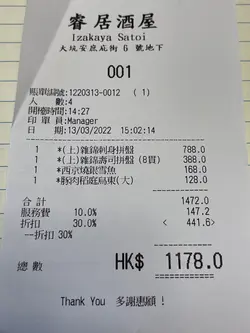 睿居酒屋
Izakaya Satoi
大坑安庶庇街 6 號地下
001
賬單編號:1220313-0012 (1)
人 數:4
開檯時間:14:27
印單員:Manager
日 期:13/03/2022 15:02:14
1 *(上)雜錦刺身拼盤 788.0
1 *(上)雜錦壽司拼盤(8貫) 388.0
1 *西京燒銀雪魚 168.0
1 *豚肉稻庭烏東(大) 128.0
合計 1472.0
服務費 10.0% 147.2
折扣 30.0% < 441.6>
--折扣 30%
總數 HK$ 1178.0
Thank You 多謝惠顧!